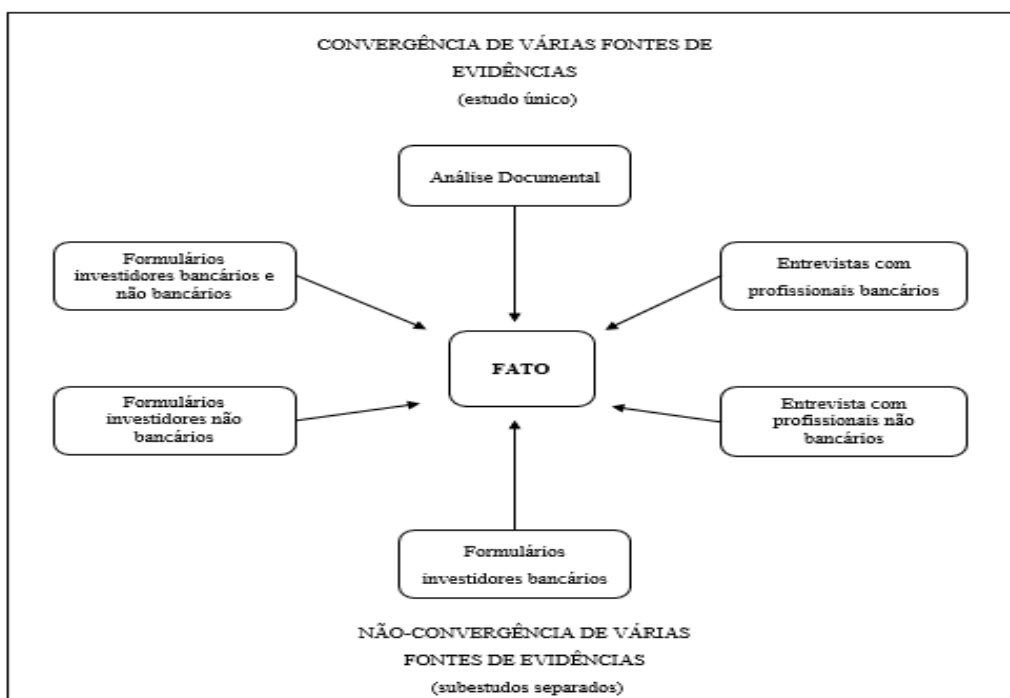 CONVERGÊNCIA DE VÁRIAS FONTES DE
EVIDÊNCIAS
(estudo único)
Análise Documental
Formulários
investidores bancários e
não bancários
Entrevistas com
profissionais bancários
FATO
Formulários
investidores não
bancários
Entrevista com
profissionais não
bancários
Formulários
investidores bancários
NÃO-CONVERGÊNCIA DE VÁRIAS
FONTES DE EVIDÊNCIAS
(subestudos separados)